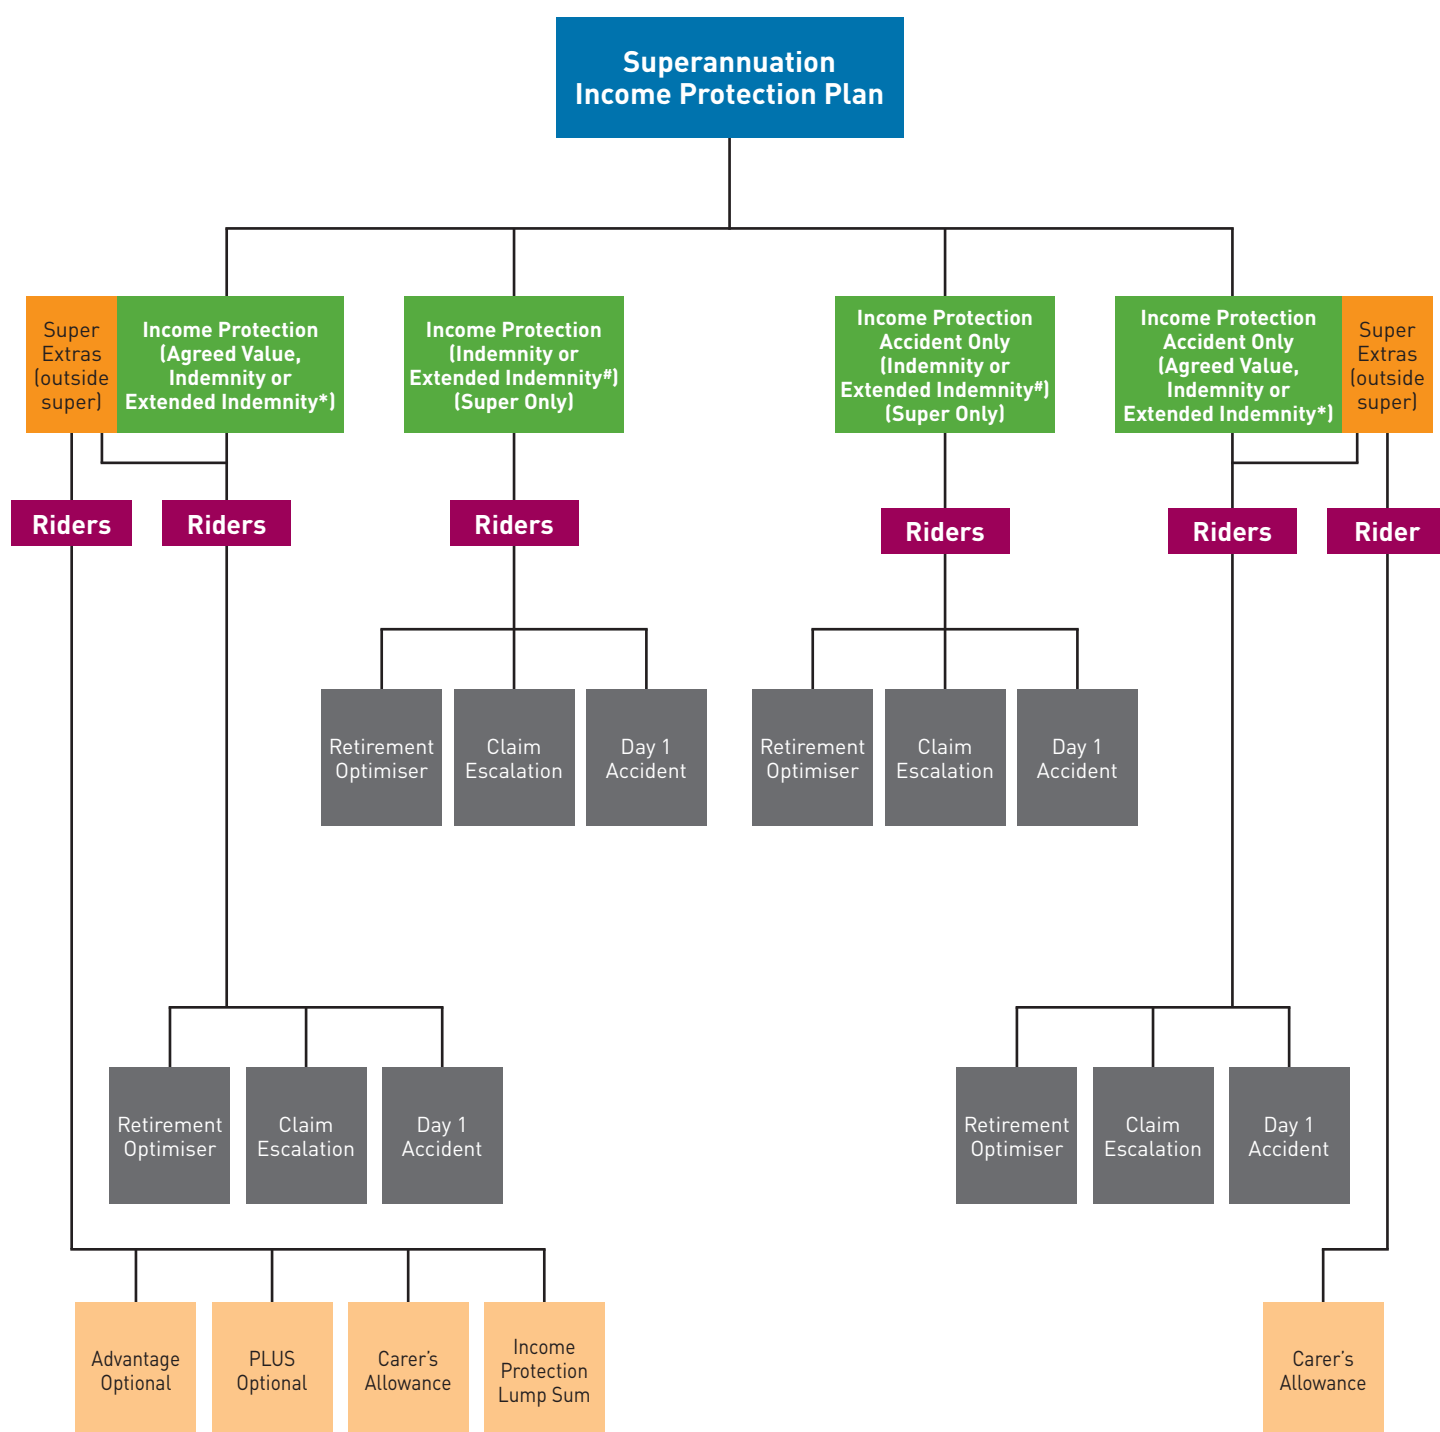 Superannuation
Income Protection Plan
Super
Extras
(outside
super)
Income Protection
(Agreed Value,
Indemnity or
Extended Indemnity*)
Income Protection
(Indemnity or
Extended Indemnity#)
(Super Only)
Income Protection
Accident Only
(Indemnity or
Extended Indemnity#)
(Super Only)
Income Protection
Accident Only
(Agreed Value,
Indemnity or
Extended Indemnity*)
Super
Extras
(outside
super)
Riders
Riders
Riders
Riders
Riders
Rider
Retirement
Optimiser
Claim
Escalation
Day 1
Accident
Retirement
Optimiser
Claim
Escalation
Day 1
Accident
Retirement
Optimiser
Claim
Escalation
Day 1
Accident
Retirement
Optimiser
Claim
Escalation
Day 1
Accident
Advantage
Optional
PLUS
Optional
Carer’s
Allowance
Income
Protection
Lump Sum
Carer’s
Allowance